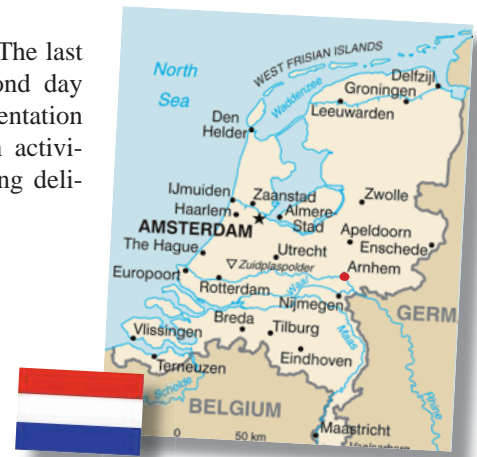 The last
ond day
entation
n activi-
ng deli-
North
Sea
WEST FRISIAN ISLANDS
Waddenzee
Delfzijl
Groningen
Leeuwarden
Den
Helder
IJmuiden
Zaanstad
Zwolle
Haarlem
Almere
Stad
AMSTERDAM
Apeldoorn
Enschede
The Hague
Utrecht
Zuidplaspolder
Arnhem
Europoort
Rotterdam
Waal
Nijmegen
GERM
Breda
Tilburg
Maas
Vlissingen
Eindhoven
Terneuzen
Schelde
Rhine
BELGIUM
Maastricht
0 50 km